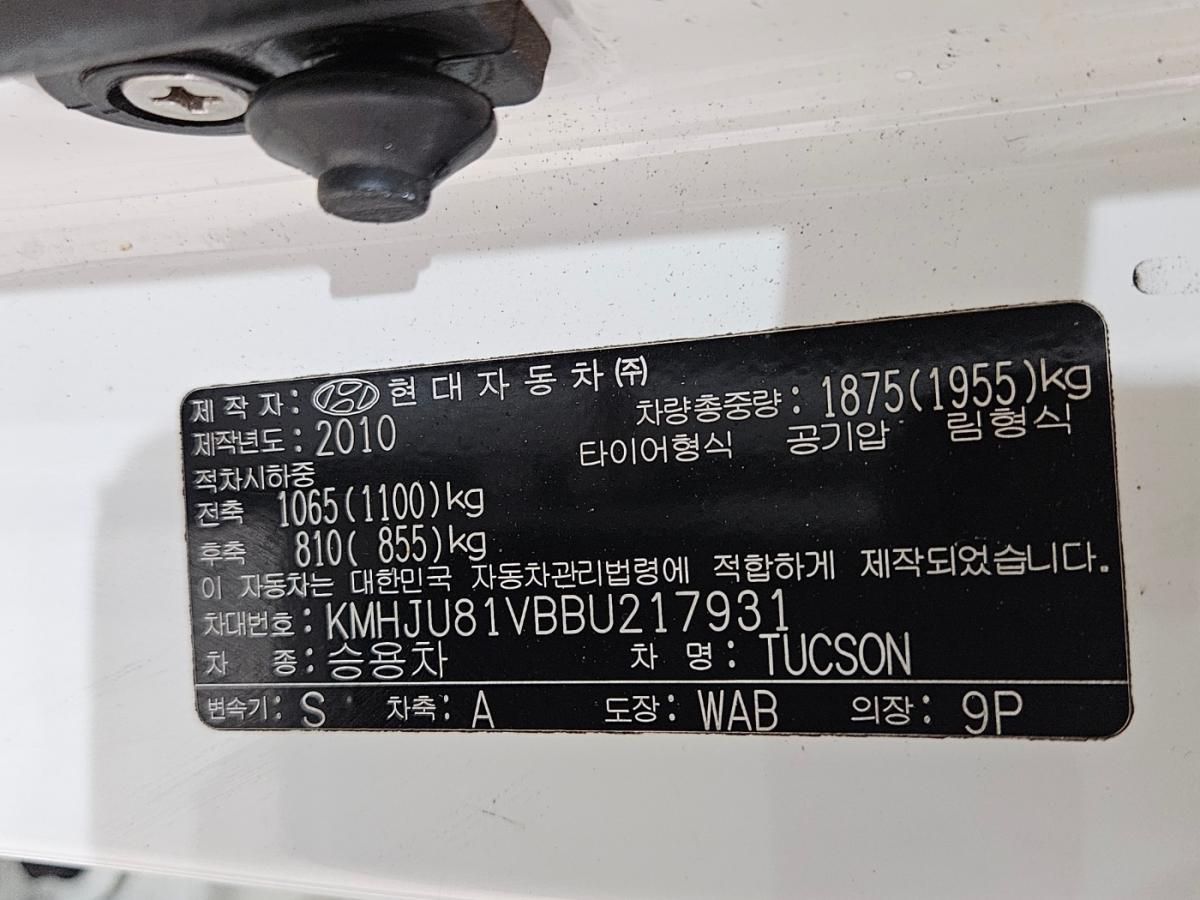 제 작 자 : 현 대 자 동 차 ㈜
제작년도 : 2010 차량총중량 : 1875(1955)kg
타이어형식 공기압 림형식
적차시하중
전축 1065(1100)kg
후축 810( 855)kg
이 자동차는 대한민국 자동차관리법령에 적합하게 제작되었습니다.
차대번호 : KMHJU81VBBU217931
차 종 : 승용차 차 명 : TUCSON
변속기 : S 차축 : A 도장 : WAB 의장 : 9P